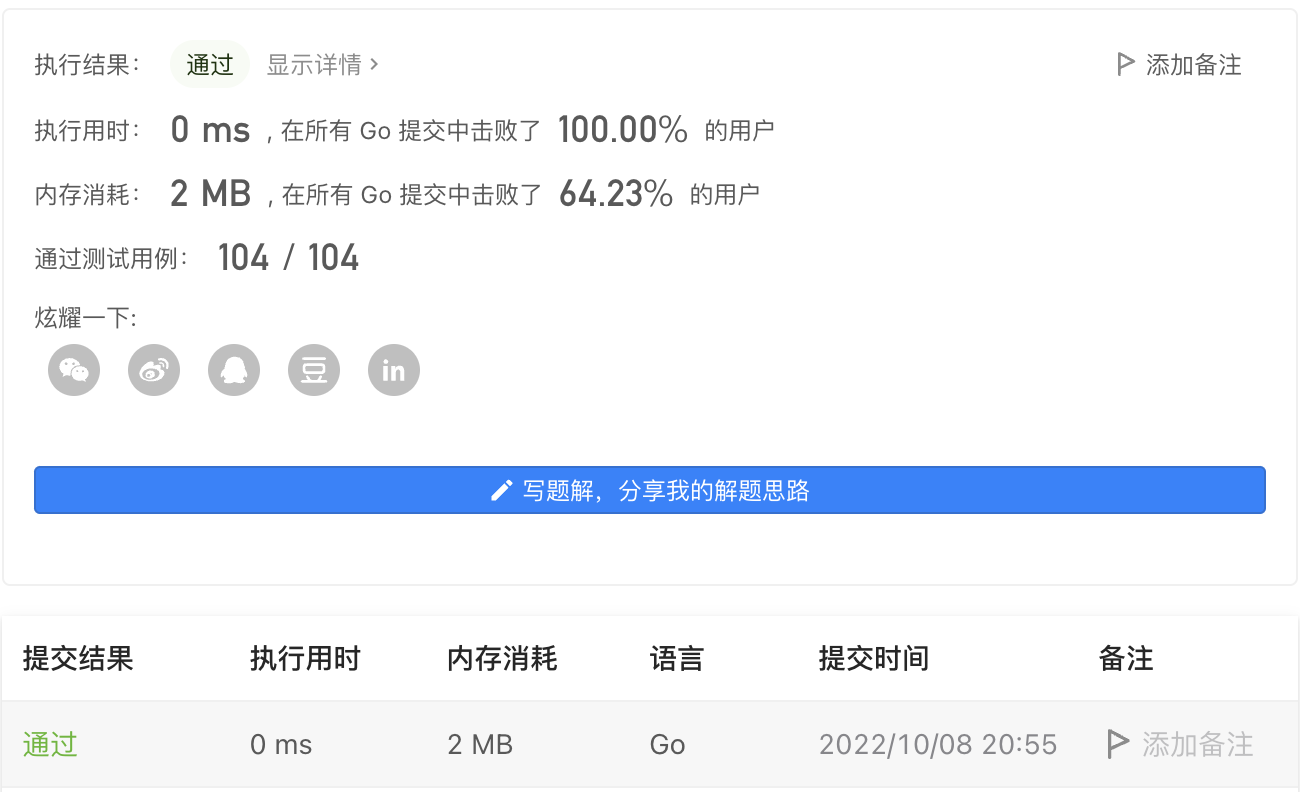 执行结果： 通过 显示详情 › 添加备注
执行用时： 0 ms , 在所有 Go 提交中击败了 100.00% 的用户
内存消耗： 2 MB , 在所有 Go 提交中击败了 64.23% 的用户
通过测试用例： 104 / 104
炫耀一下:
豆 in
写题解，分享我的解题思路
提交结果 执行用时 内存消耗 语言 提交时间 备注
通过 0 ms 2 MB Go 2022/10/08 20:55 添加备注